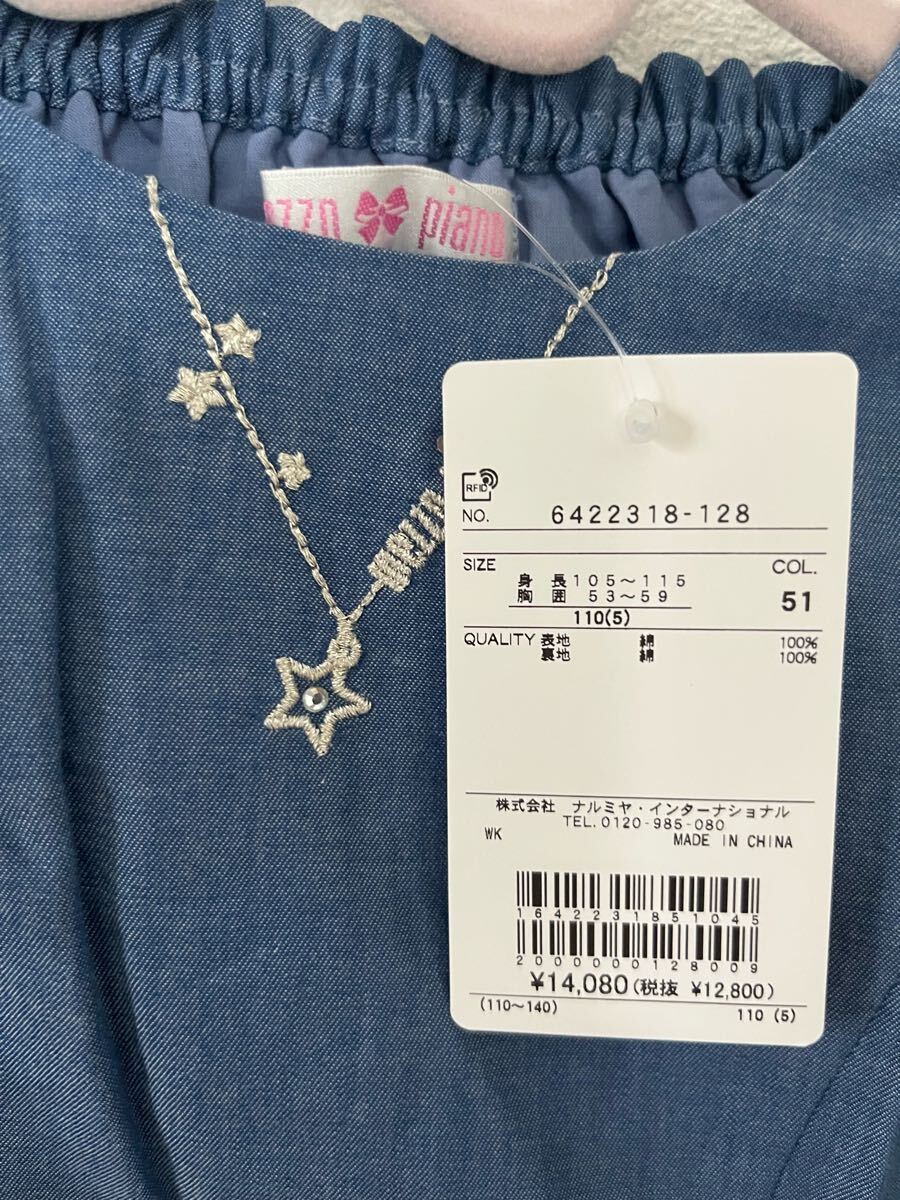 piano
mezzo
RFID
NO. 6422318-128
SIZE COL.
身 長 105～115
胸 囲 53～59 51
110(5)
QUALITY 表地 綿 100%
裏地 綿 100%
株式会社 ナルミヤ・インターナショナル
TEL.0120-985-080
WK MADE IN CHINA
1642231851045
2000000128009
¥14,080(税抜 ¥12,800)
(110～140) 110 (5)